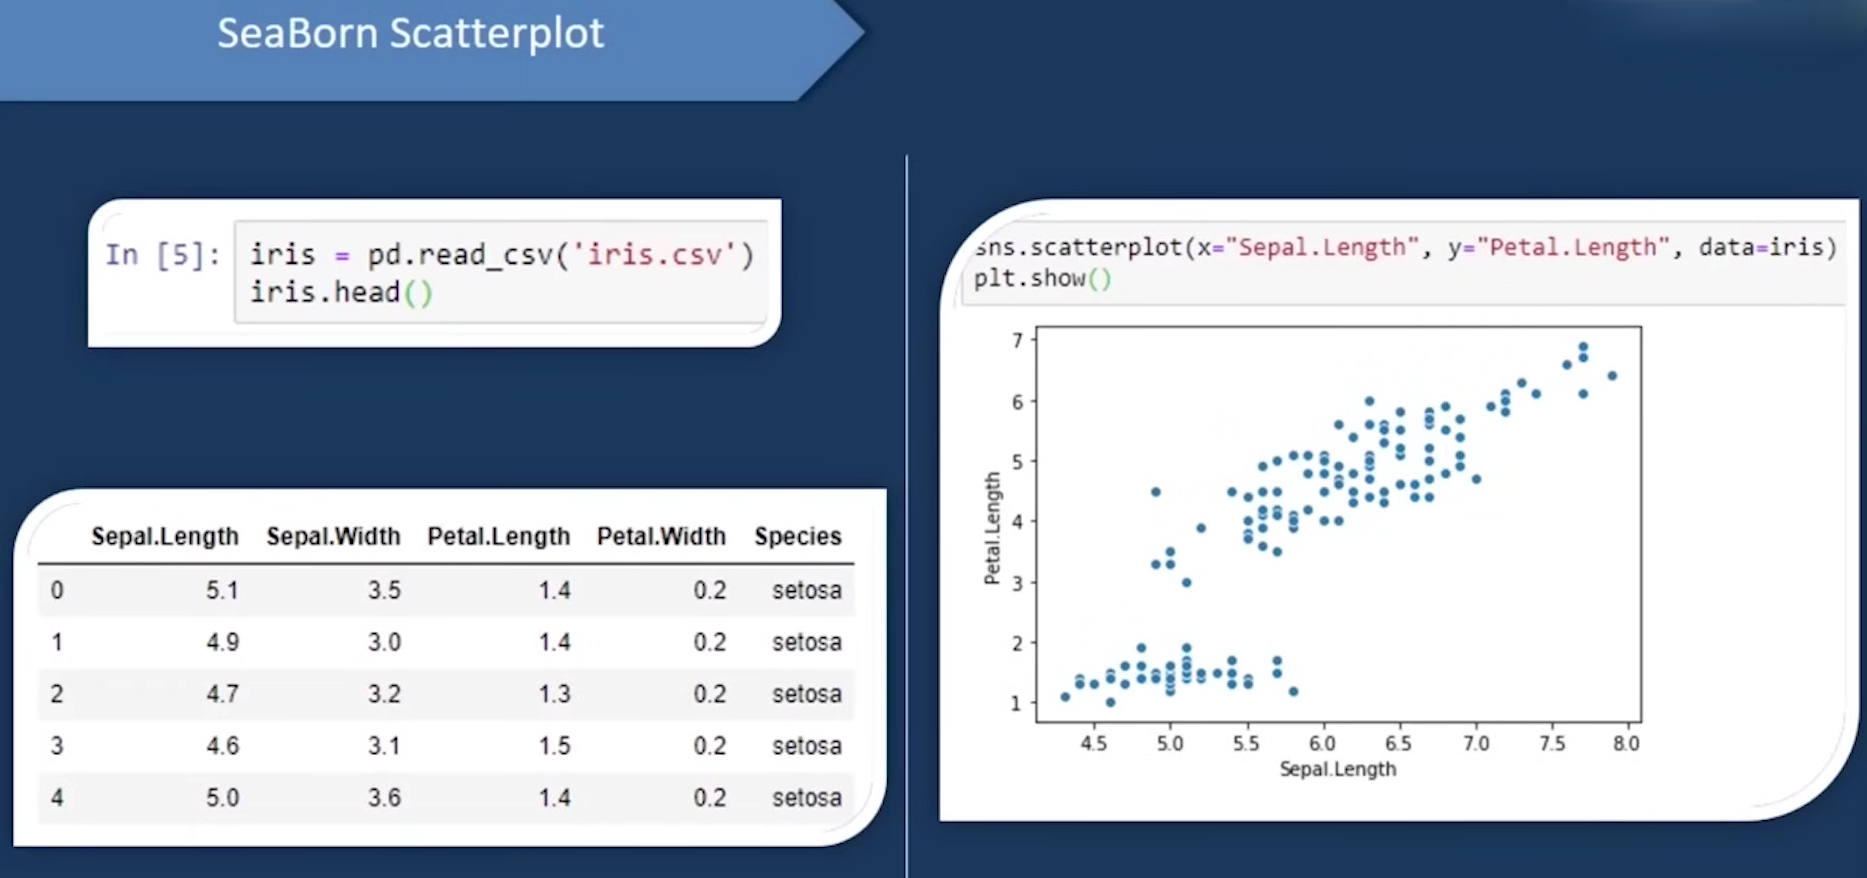 SeaBorn Scatterplot
In [5]: iris = pd.read_csv('iris.csv')
iris.head()
Sepal.Length Sepal.Width Petal.Length Petal.Width Species
0 5.1 3.5 1.4 0.2 setosa
1 4.9 3.0 1.4 0.2 setosa
2 4.7 3.2 1.3 0.2 setosa
3 4.6 3.1 1.5 0.2 setosa
4 5.0 3.6 1.4 0.2 setosa
sns.scatterplot(x="Sepal.Length", y="Petal.Length", data=iris)
plt.show()
7
6
5
4
3
2
1
Petal.Length
4.5 5.0 5.5 6.0 6.5 7.0 7.5 8.0
Sepal.Length